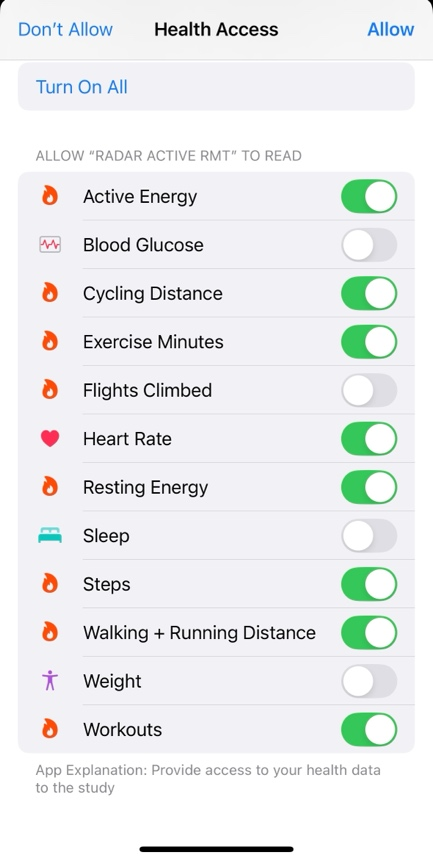 Don’t Allow Health Access Allow
Turn On All
ALLOW “RADAR ACTIVE RMT” TO READ
Active Energy
Blood Glucose
Cycling Distance
Exercise Minutes
Flights Climbed
Heart Rate
Resting Energy
Sleep
Steps
Walking + Running Distance
Weight
Workouts
App Explanation: Provide access to your health data
to the study